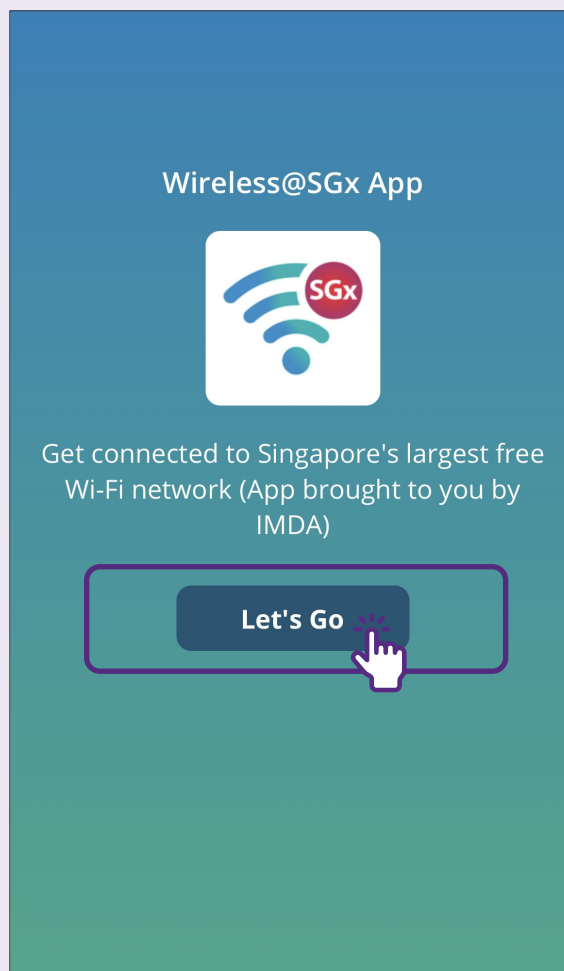 Wireless@SGx App
SGx
Get connected to Singapore's largest free
Wi-Fi network (App brought to you by
IMDA)
Let's Go